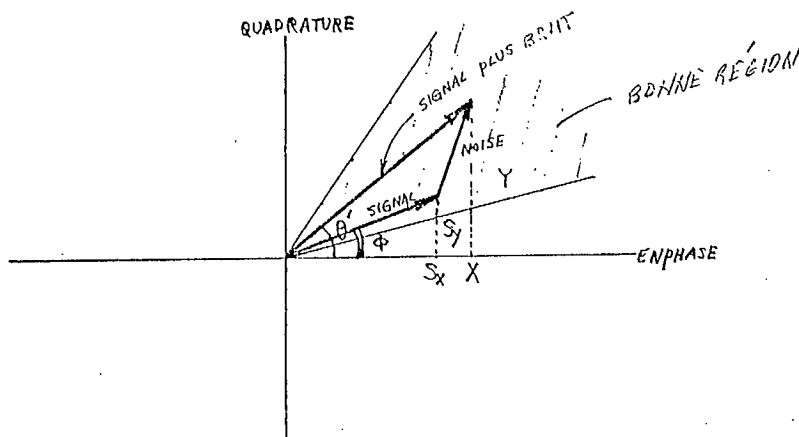 QUADRATURE
SIGNAL PLUS BRUIT
BONNE RÉGION
NOISE
Y
SIGNAL
θ'
Φ
Sy
ENPHASE
Sx
X